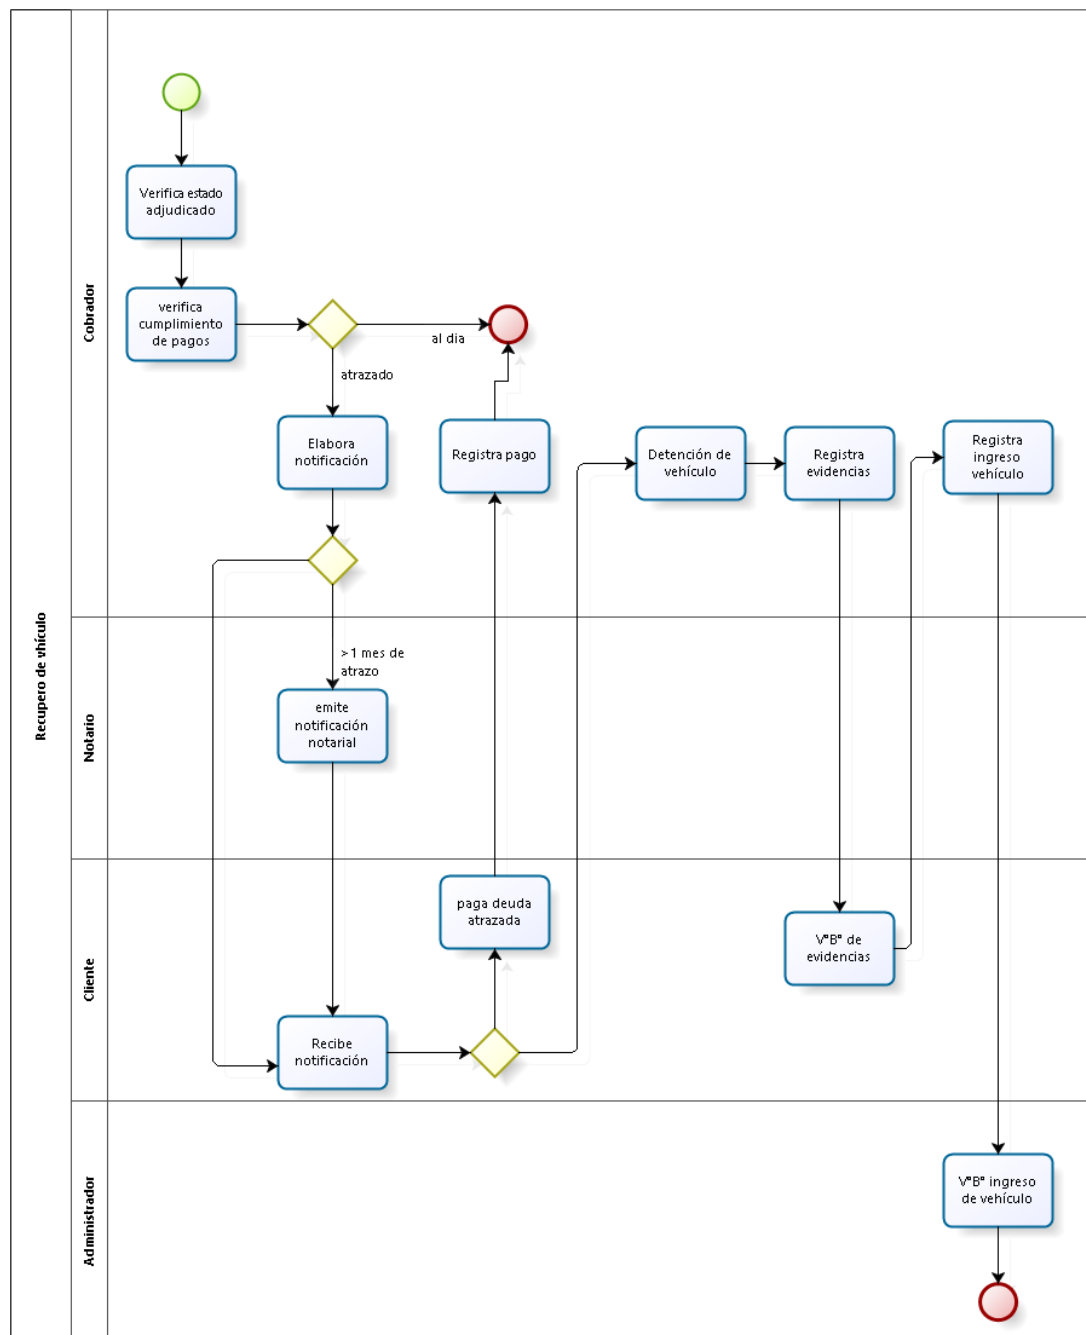 Recupero de vhículo
Cobrador
Verifica estado
adjudicado
verifica
cumplimiento
de pagos
al dia
atrazado
Elabora
notificación
Registra pago
Detención de
vehículo
Registra
evidencias
Registra
ingreso
vehículo
Notario
>1 mes de
atrazo
emite
notificación
notarial
Cliente
paga deuda
atrazada
V°B° de
evidencias
Recibe
notificación
Administrador
V°B° ingreso
de vehículo